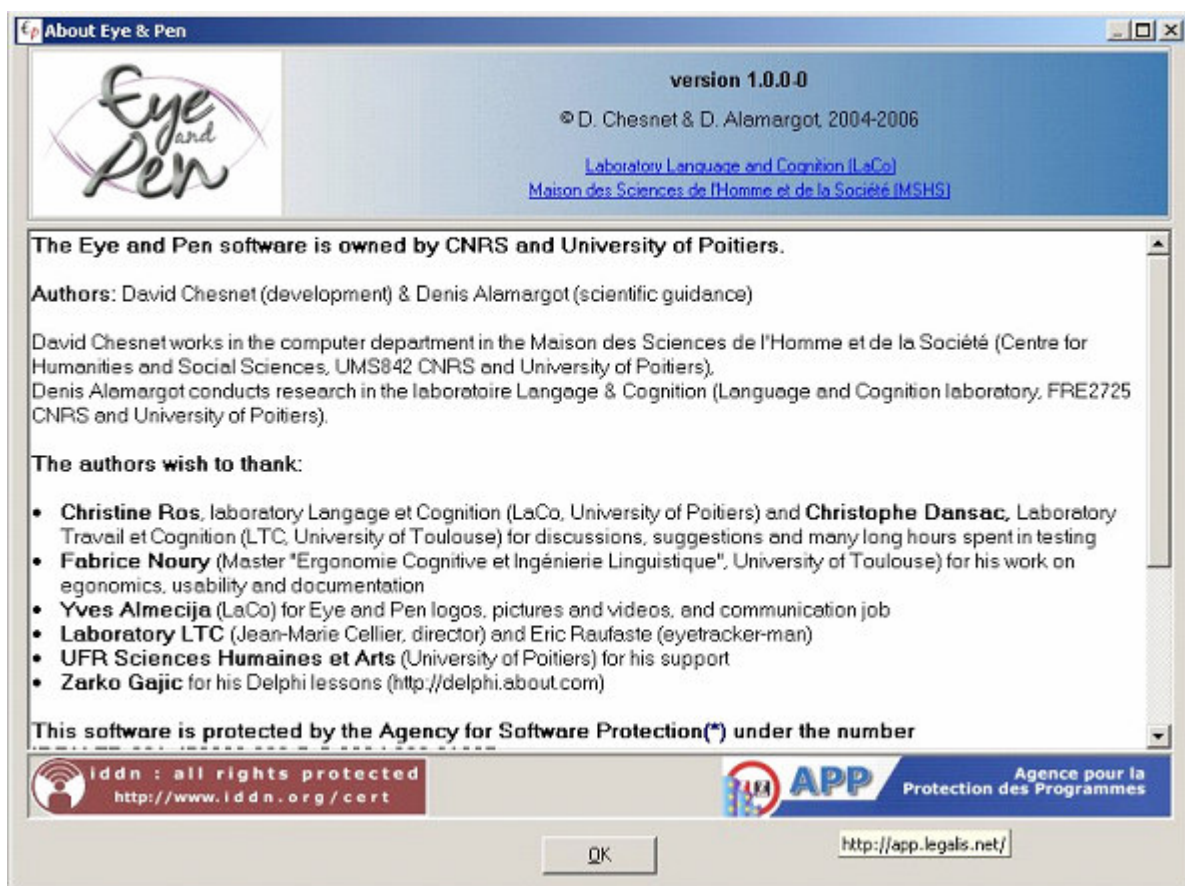 About Eye & Pen
Eye
and
Pen
version 1.0.0-0
© D. Chesnet & D. Alamargot, 2004-2006
Laboratory Language and Cognition (LaCo)
Maison des Sciences de l'Homme et de la Société (MSHS)
The Eye and Pen software is owned by CNRS and University of Poitiers.
Authors: David Chesnet (development) & Denis Alamargot (scientific guidance)
David Chesnet works in the computer department in the Maison des Sciences de l'Homme et de la Société (Centre for
Humanities and Social Sciences, UMS842 CNRS and University of Poitiers),
Denis Alamargot conducts research in the laboratoire Langage & Cognition (Language and Cognition laboratory, FRE2725
CNRS and University of Poitiers).
The authors wish to thank:
• Christine Ros, laboratory Langage et Cognition (LaCo, University of Poitiers) and Christophe Dansac, Laboratory
Travail et Cognition (LTC, University of Toulouse) for discussions, suggestions and many long hours spent in testing
• Fabrice Noury (Master "Ergonomie Cognitive et Ingénierie Linguistique", University of Toulouse) for his work on
egonomics, usability and documentation
• Yves Almecija (LaCo) for Eye and Pen logos, pictures and videos, and communication job
• Laboratory LTC (Jean-Marie Cellier, director) and Eric Raufaste (eyetracker-man)
• UFR Sciences Humaines et Arts (University of Poitiers) for his support
• Zarko Gajic for his Delphi lessons (http://delphi.about.com)
This software is protected by the Agency for Software Protection(*) under the number
iddn : all rights protected
http://www.iddn.org/cert
APP
Agence pour la
Protection des Programmes
OK
http://app.legalis.net/